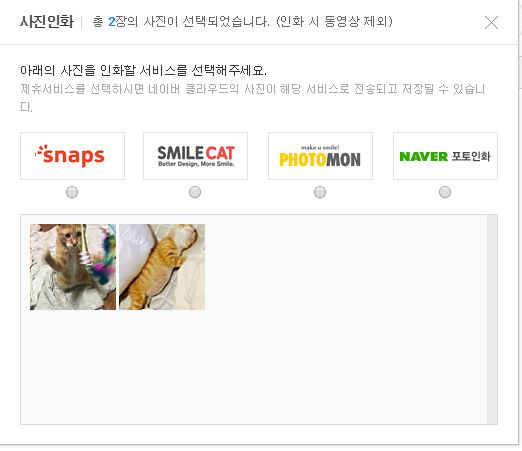 사진인화 | 총 2장의 사진이 선택되었습니다. (인화 시 동영상 제외)
아래의 사진을 인화할 서비스를 선택해주세요.
제휴서비스를 선택하시면 네이버 클라우드의 사진이 해당 서비스로 전송되고 저장될 수 있습니
다.
snaps
SMILE CAT
Better Design, More Smile.
make u smile!
PHOTOMON
NAVER 포토인화